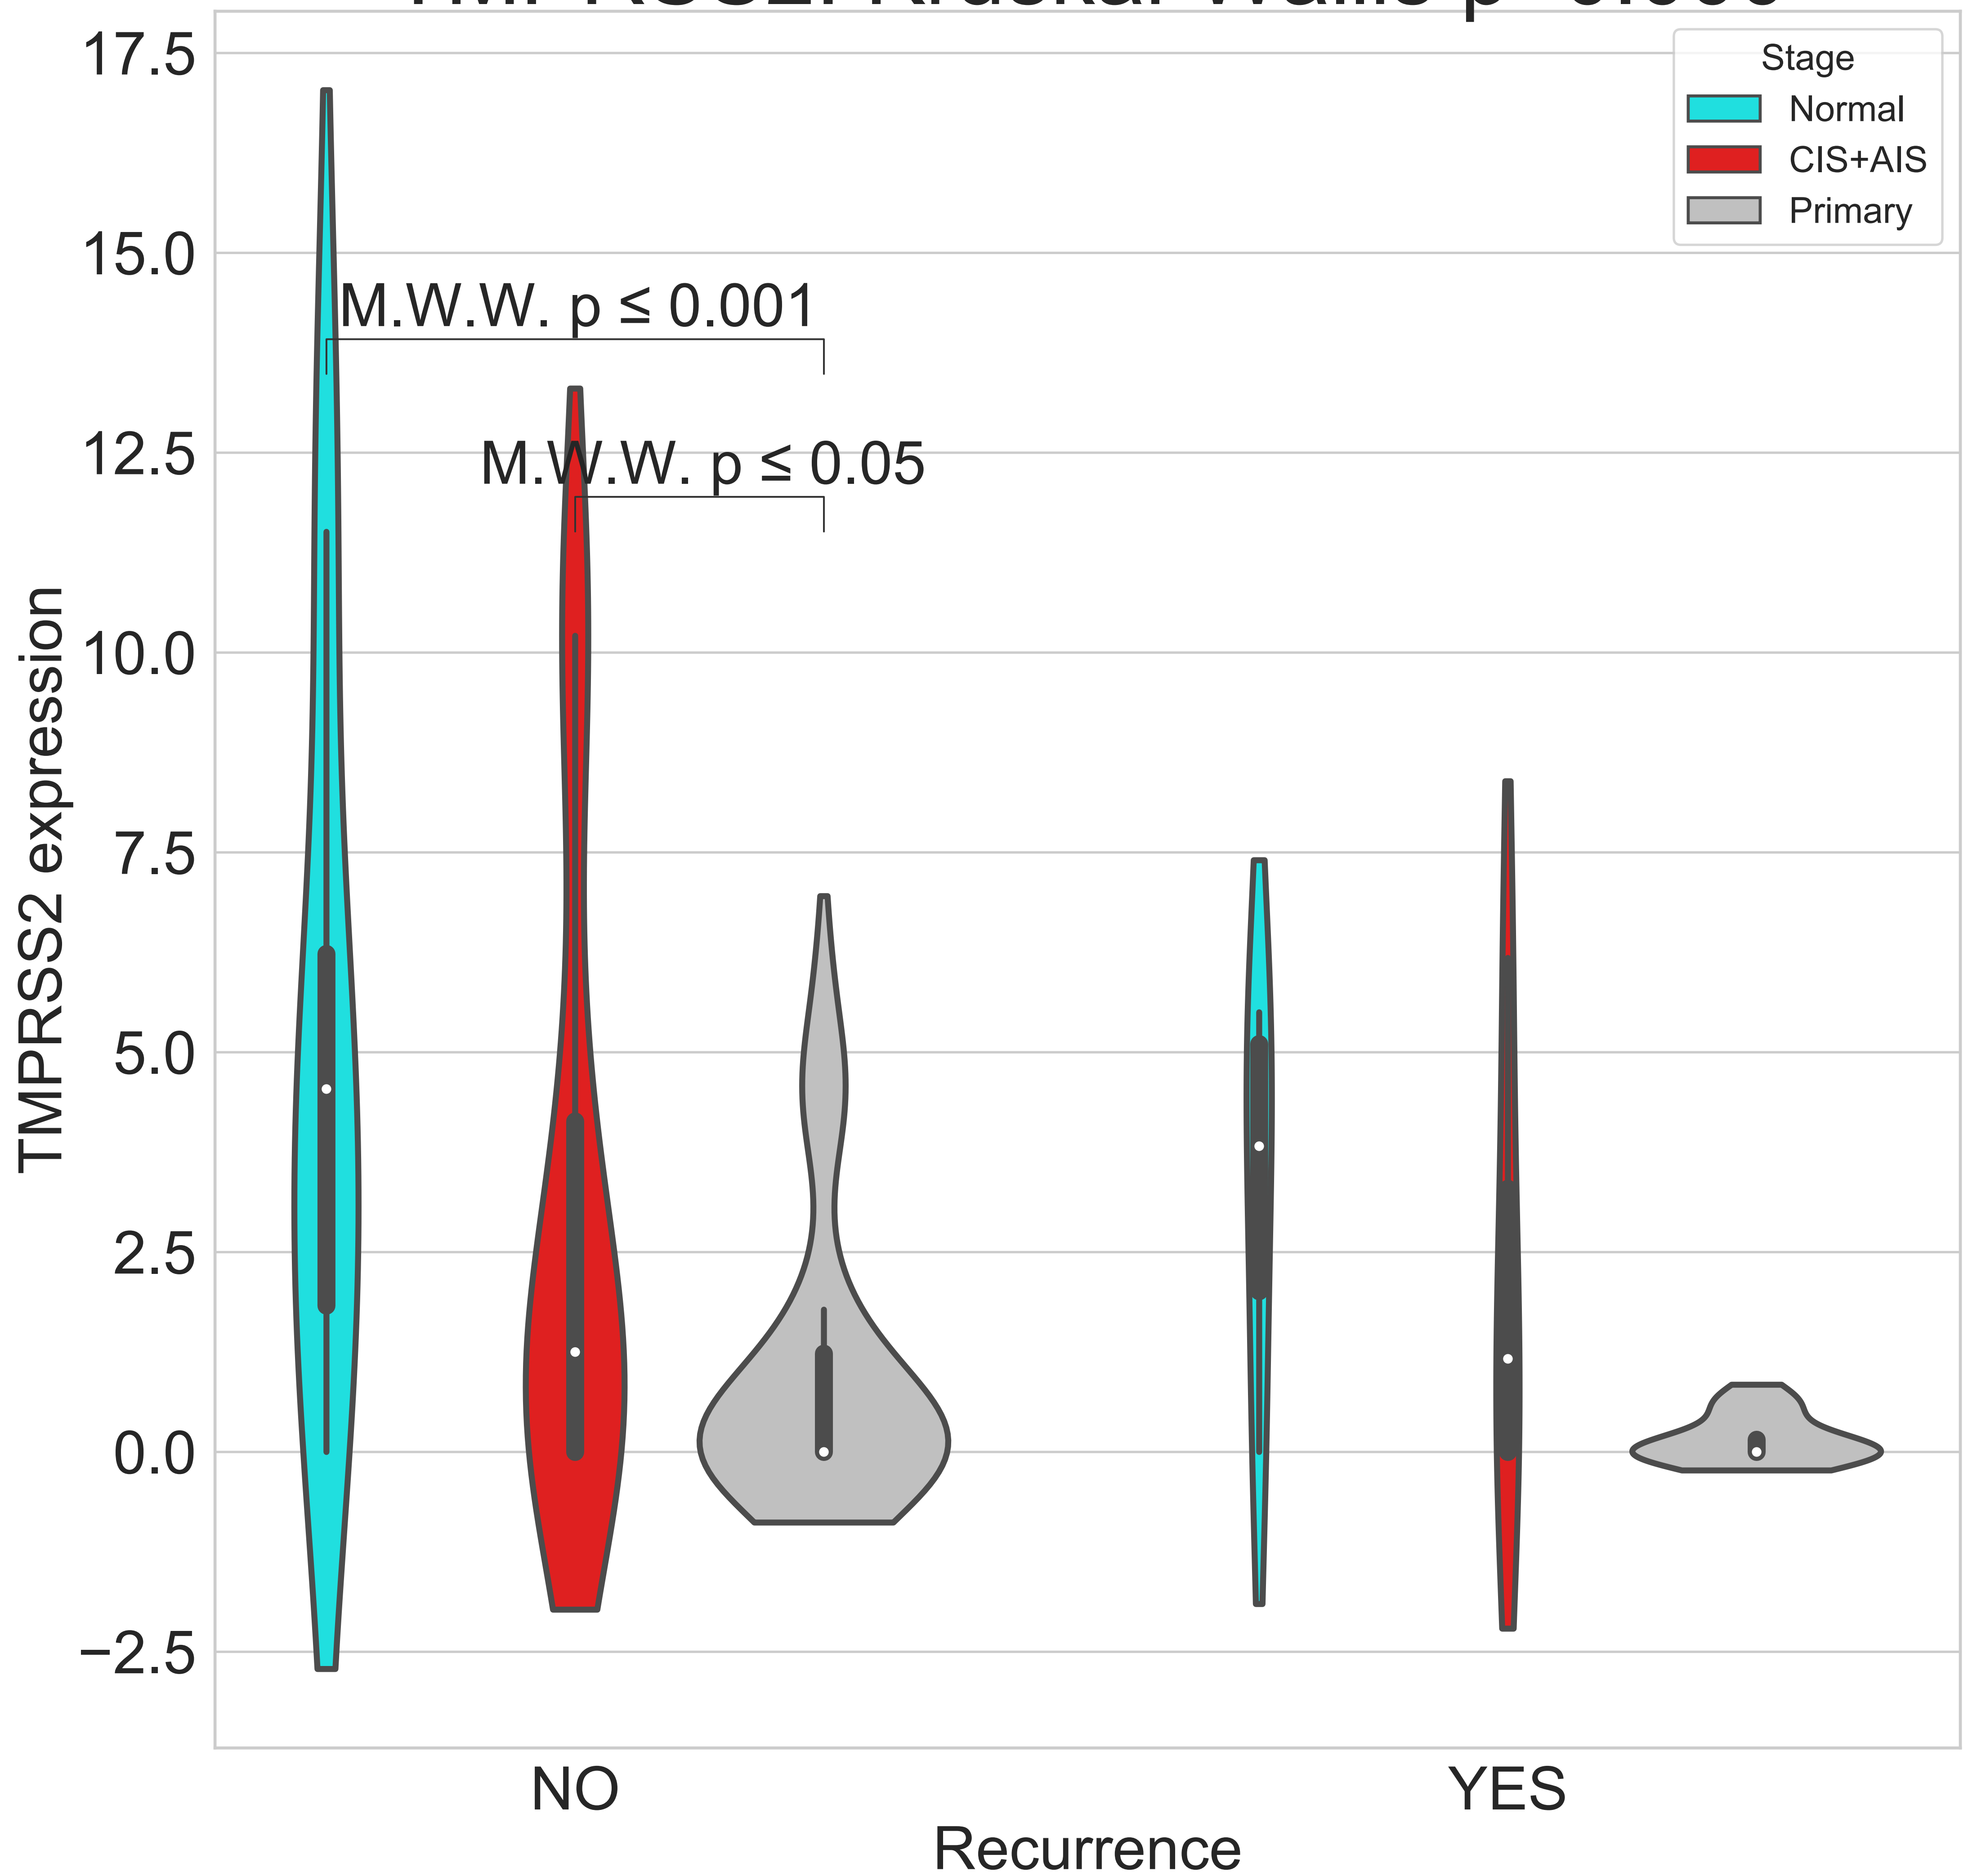 17.5
15.0
12.5
10.0
7.5
5.0
2.5
0.0
−2.5
TMPRSS2 expression
Stage
Normal
CIS+AIS
Primary
M.W.W. p ≤ 0.001
M.W.W. p ≤ 0.05
NO
YES
Recurrence